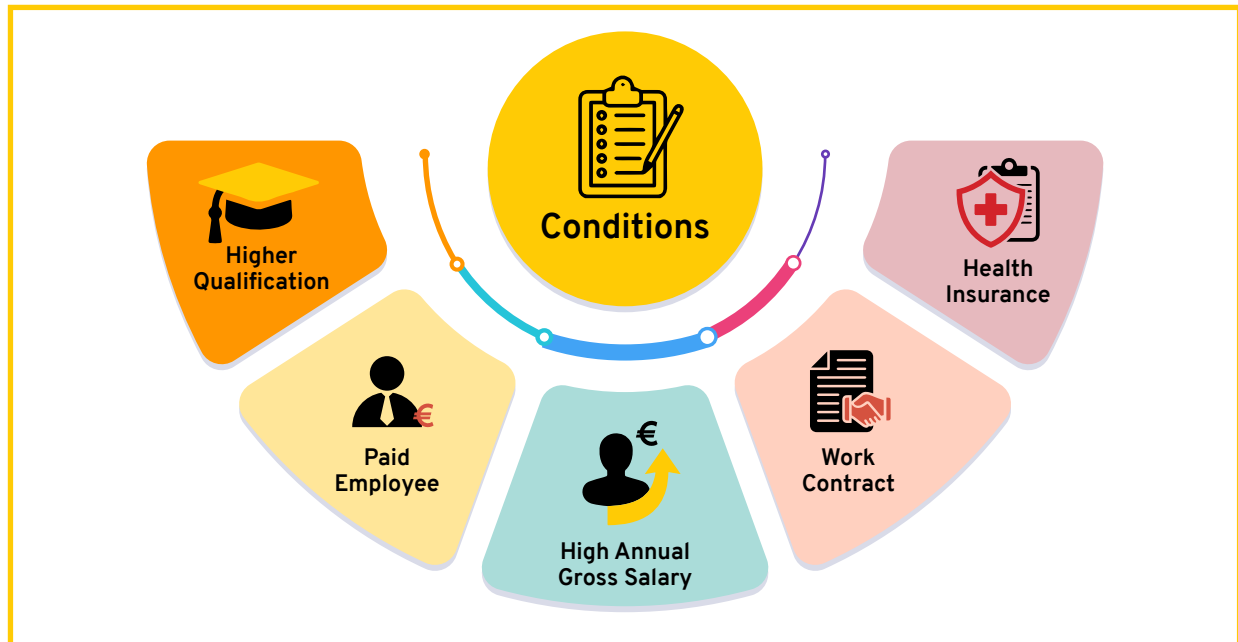 Conditions
Higher
Qualification
Paid
Employee
€
High Annual
Gross Salary
€
Work
Contract
Health
Insurance